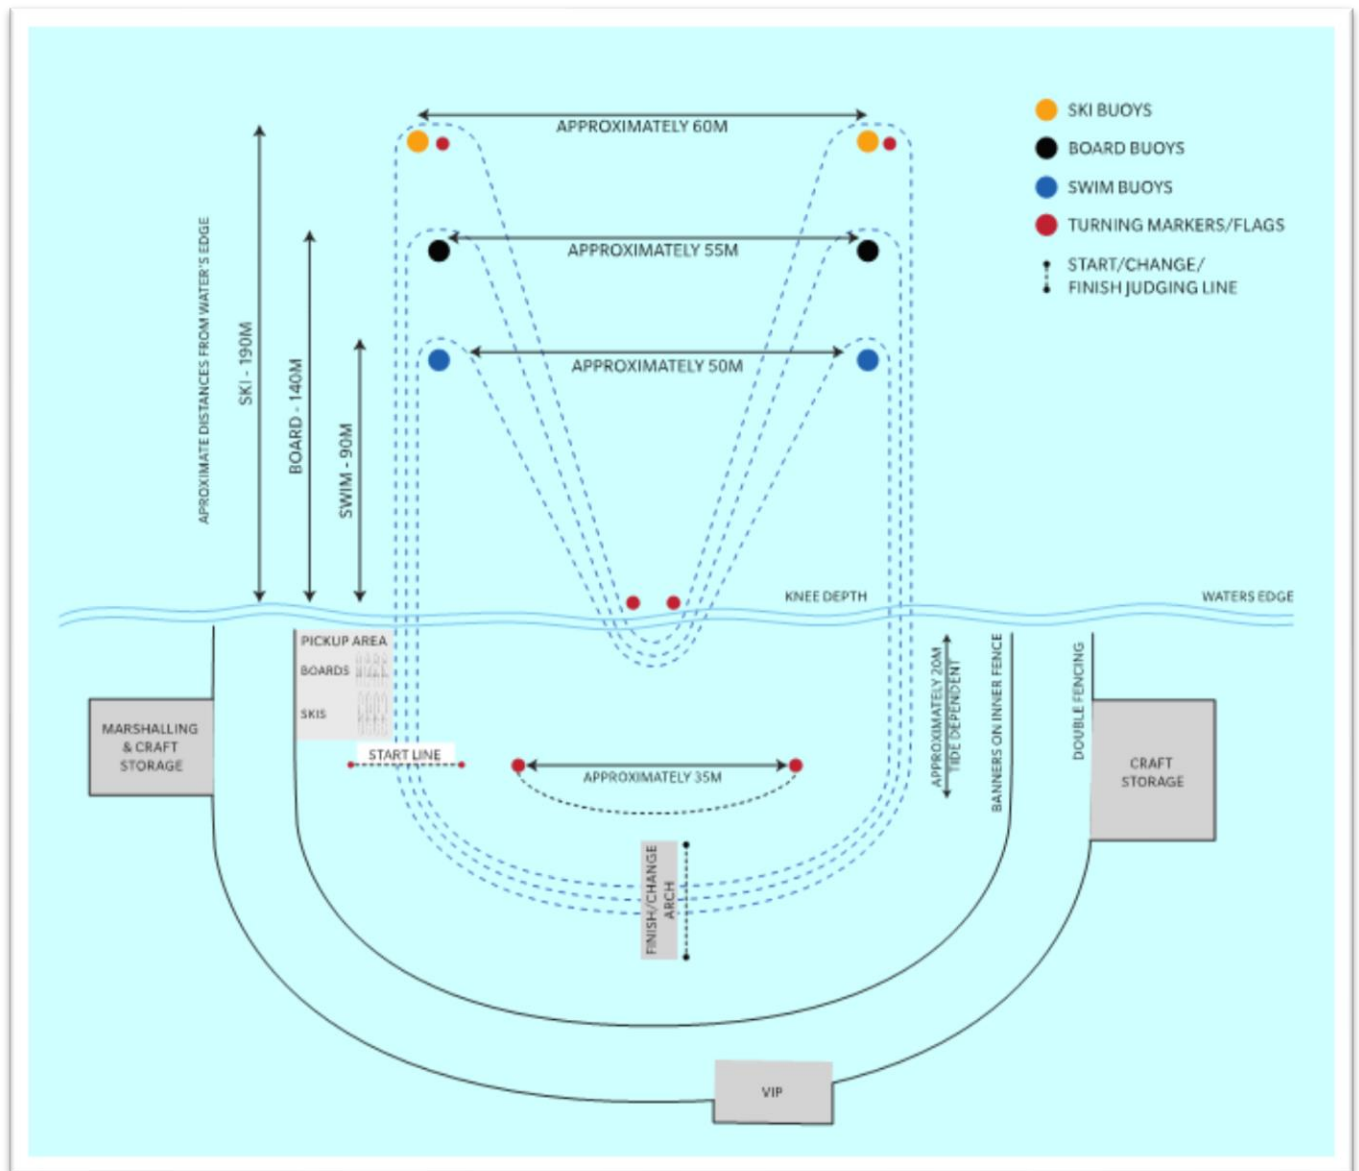 APPROXIMATELY 60M
SKI BUOYS
BOARD BUOYS
SWIM BUOYS
TURNING MARKERS/FLAGS
START/CHANGE/
FINISH JUDGING LINE
APPROXIMATELY 55M
APPROXIMATELY 50M
APROXIMATE DISTANCES FROM WATER'S EDGE
SKI - 190M
BOARD - 140M
SWIM - 90M
KNEE DEPTH
WATERS EDGE
PICKUP AREA
BOARDS
SKIS
MARSHALLING
& CRAFT
STORAGE
START LINE
APPROXIMATELY 35M
APPROXIMATELY 20M
TIDE DEPENDENT
BANNERS ON INNER FENCE
DOUBLE FENCING
CRAFT
STORAGE
FINISH/CHANGE
ARCH
VIP